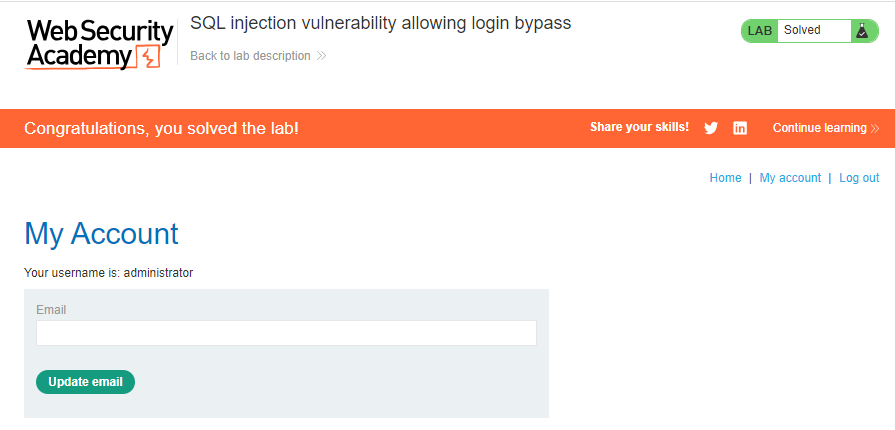 Web Security
Academy
SQL injection vulnerability allowing login bypass
Back to lab description
LAB Solved
Congratulations, you solved the lab!
Share your skills!
Continue learning
Home | My account | Log out
My Account
Your username is: administrator
Email
Update email